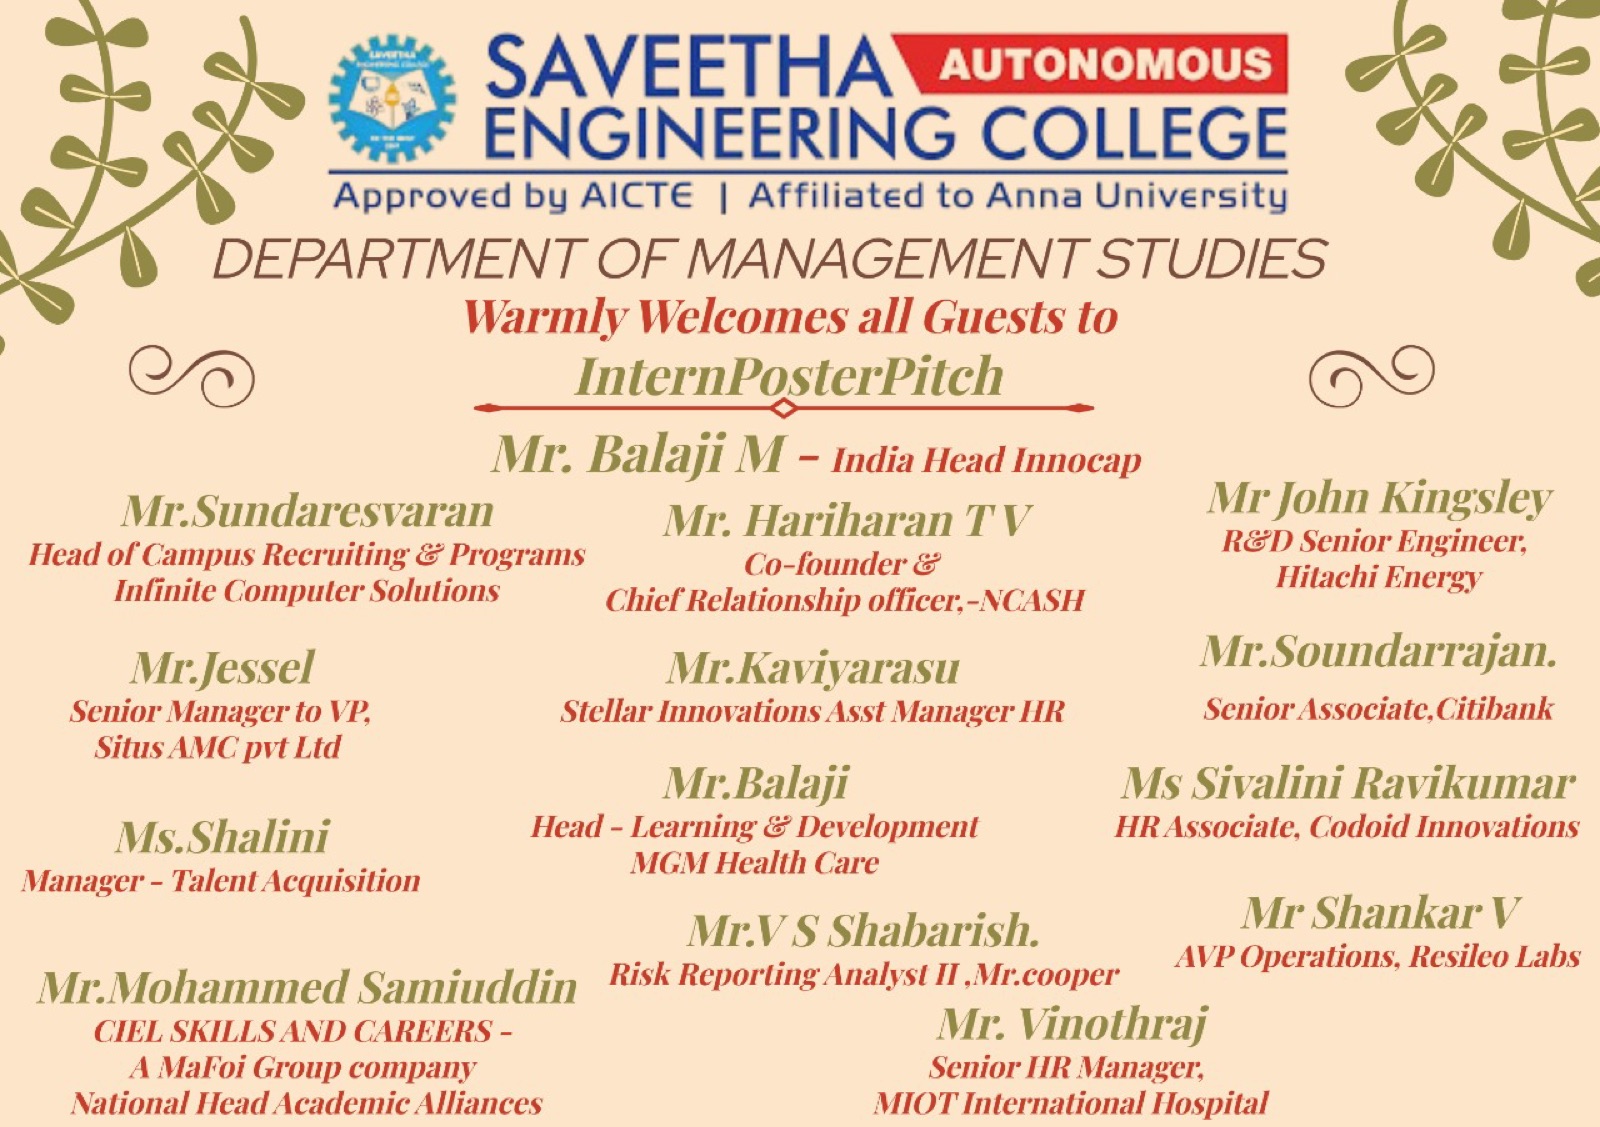 SAVEETHA AUTONOMOUS
ENGINEERING COLLEGE
Approved by AICTE | Affiliated to Anna University
DEPARTMENT OF MANAGEMENT STUDIES
Warmly Welcomes all Guests to
InternPosterPitch
Mr. Balaji M – India Head Innocap
Mr.Sundaresvaran
Head of Campus Recruiting & Programs
Infinite Computer Solutions
Mr. Hariharan T V
Co-founder &
Chief Relationship officer,-NCASH
Mr John Kingsley
R&D Senior Engineer,
Hitachi Energy
Mr.Jessel
Senior Manager to VP,
Situs AMC pvt Ltd
Mr.Kaviyarasu
Stellar Innovations Asst Manager HR
Mr.Soundarrajan.
Senior Associate,Citibank
Ms.Shalini
Manager - Talent Acquisition
Mr.Balaji
Head - Learning & Development
MGM Health Care
Ms Sivalini Ravikumar
HR Associate, Codoid Innovations
Mr.V S Shabarish.
Risk Reporting Analyst II ,Mr.cooper
Mr Shankar V
AVP Operations, Resileo Labs
Mr.Mohammed Samiuddin
CIEL SKILLS AND CAREERS -
A MaFoi Group company
National Head Academic Alliances
Mr. Vinothraj
Senior HR Manager,
MIOT International Hospital